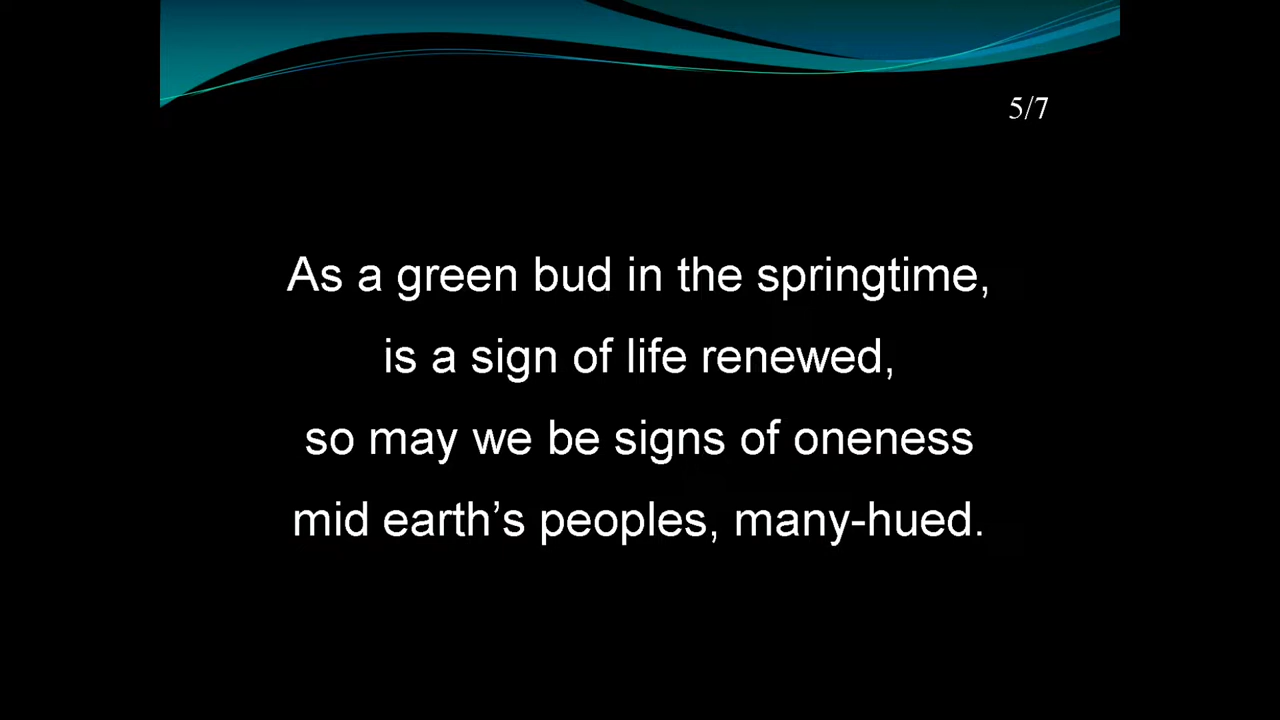 5/7
As a green bud in the springtime,
is a sign of life renewed,
so may we be signs of oneness
mid earth’s peoples, many-hued.